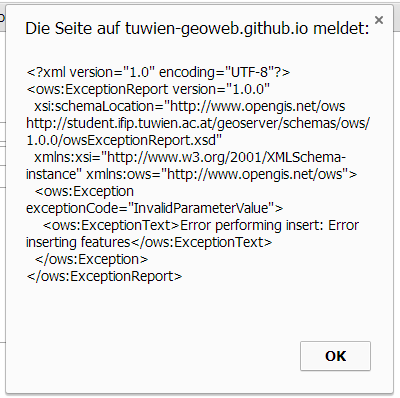 Die Seite auf tuwien-geoweb.github.io meldet:
<?xml version="1.0" encoding="UTF-8"?>
<ows:ExceptionReport version="1.0.0"
xsi:schemaLocation="http://www.opengis.net/ows
http://student.ifip.tuwien.ac.at/geoserver/schemas/ows/
1.0.0/owsExceptionReport.xsd"
xmlns:xsi="http://www.w3.org/2001/XMLSchema-
instance" xmlns:ows="http://www.opengis.net/ows">
<ows:Exception
exceptionCode="InvalidParameterValue">
<ows:ExceptionText>Error performing insert: Error
inserting features</ows:ExceptionText>
</ows:Exception>
</ows:ExceptionReport>
OK